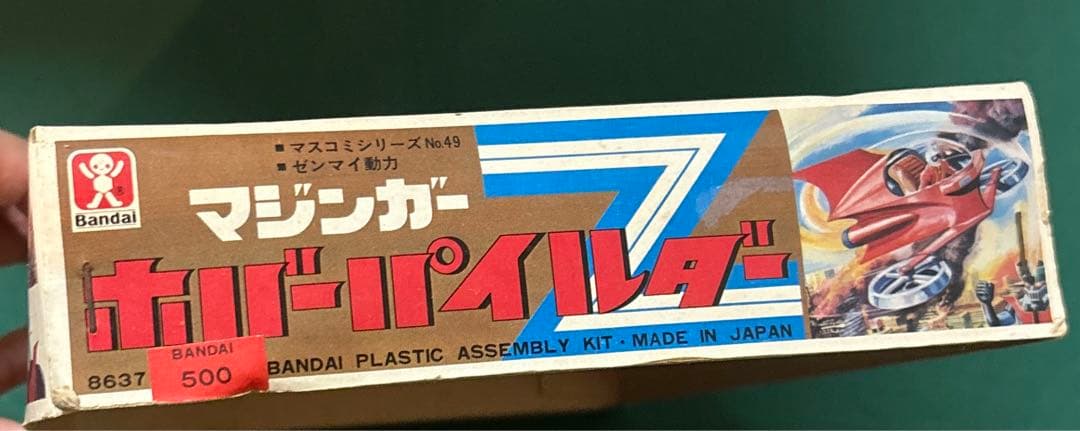 Bandai
®
■ マスコミシリーズ No.49
■ ゼンマイ動力
マジンガー Z
ホバーパイルダー
8637
BANDAI
500
BANDAI PLASTIC ASSEMBLY KIT・MADE IN JAPAN